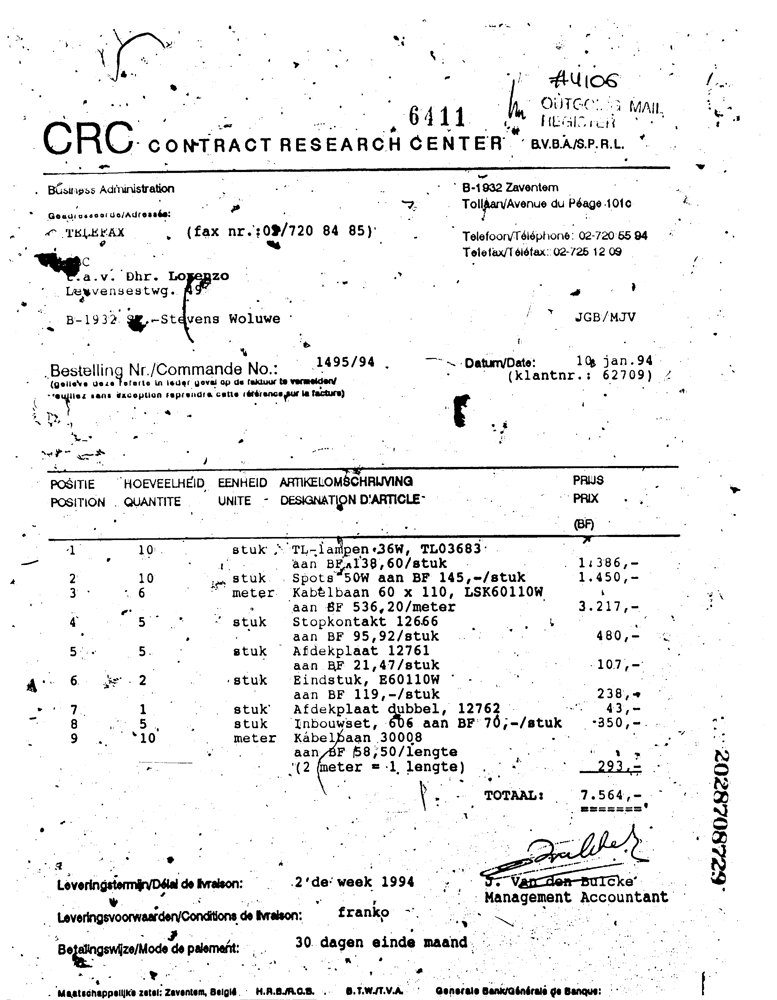 #4106
6411
OUTGOING MAIL
REGISTER
CRC CONTRACT RESEARCH CENTER B.V.B.A/S.P.R.L.
Business Administration
B-1932 Zaventem
Tollaan/Avenue du Péage 101c
Geadresseerde/Adressée:
TELEFAX (fax nr.: 02/720 84 85)
Telefoon/Téléphone: 02-720 55 94
Telefax/Téléfax: 02-725 12 09
t.a.v. Dhr. Lorenzo
Leuvensestwg. 49
B-1932 St.-Stevens Woluwe
JGB/MJV
Bestelling Nr./Commande No.: 1495/94
Datum/Date: 10 jan.94
(gelieve deze referte in ieder geval op de faktuur te vermelden/
(klantnr.: 62709)
veuillez sans exception reprendre cette référence sur la facture)
POSITIE HOEVEELHEID EENHEID ARTIKELOMSCHRIJVING PRIJS
POSITION QUANTITE UNITE - DESIGNATION D'ARTICLE PRIX
(BF)
1 10 stuk TL-lampen 36W, TL03683
aan BF 138,60/stuk 1.386,-
2 10 stuk Spots 50W aan BF 145,-/stuk 1.450,-
3 6 meter Kabelbaan 60 x 110, LSK60110W
aan BF 536,20/meter 3.217,-
4 5 stuk Stopkontakt 12666
aan BF 95,92/stuk 480,-
5 5 stuk Afdekplaat 12761
aan BF 21,47/stuk 107,-
6 2 stuk Eindstuk, E60110W
aan BF 119,-/stuk 238,-
7 1 stuk Afdekplaat dubbel, 12762 43,-
8 5 stuk Inbouwset, 606 aan BF 70,-/stuk 350,-
9 10 meter Kabelbaan 30008
aan BF 58,50/lengte
(2 meter = 1 lengte) 293,-
TOTAAL: 7.564,-
=======
2028708729
Leveringstermijn/Délai de livraison: 2de week 1994
J. Van den Bulcke
Management Accountant
Leveringsvoorwaarden/Conditions de livraison: franko
Betalingswijze/Mode de paiement: 30 dagen einde maand
Maatschappelijke zetel: Zaventem, België H.R.B./R.C.B. B.T.W./T.V.A. Generale Bank/Générale de Banque: